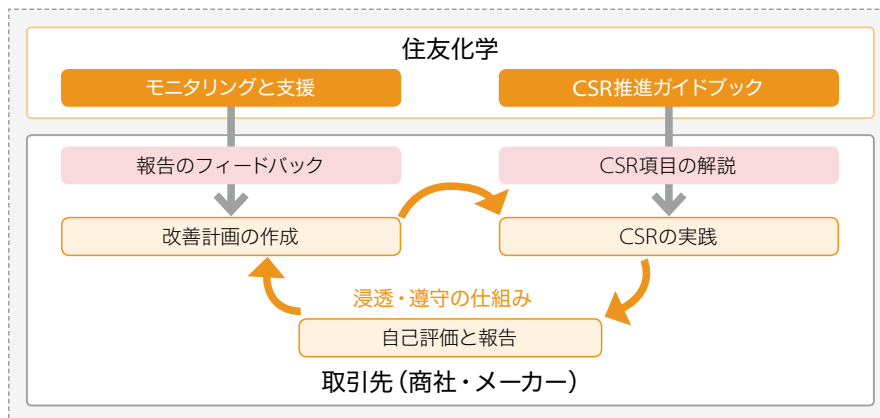 住友化学
モニタリングと支援
CSR推進ガイドブック
報告のフィードバック
CSR項目の解説
改善計画の作成
CSRの実践
浸透・遵守の仕組み
自己評価と報告
取引先(商社・メーカー)